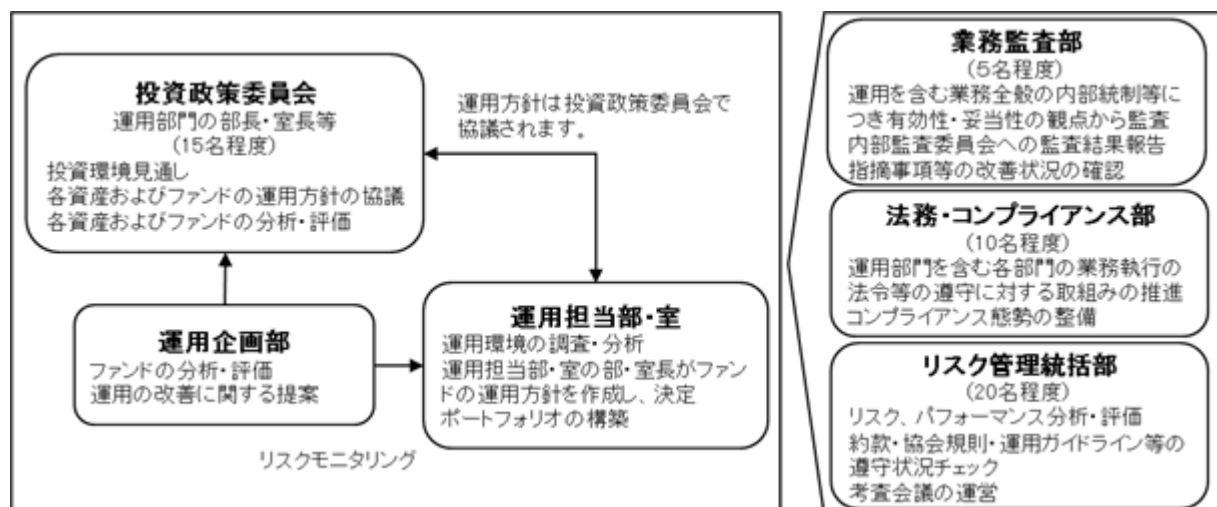 投資政策委員会
運用部門の部長・室長等
(15名程度)
投資環境見通し
各資産およびファンドの運用方針の協議
各資産およびファンドの分析・評価
運用方針は投資政策委員会で
協議されます。
運用企画部
ファンドの分析・評価
運用の改善に関する提案
運用担当部・室
運用環境の調査・分析
運用担当部・室の部・室長がファン
ドの運用方針を作成し、決定
ポートフォリオの構築
リスクモニタリング
業務監査部
(5名程度)
運用を含む業務全般の内部統制等に
つき有効性・妥当性の観点から監査
内部監査委員会への監査結果報告
指摘事項等の改善状況の確認
法務・コンプライアンス部
(10名程度)
運用部門を含む各部門の業務執行の
法令等の遵守に対する取組みの推進
コンプライアンス態勢の整備
リスク管理統括部
(20名程度)
リスク、パフォーマンス分析・評価
約款・協会規則・運用ガイドライン等の
遵守状況チェック
考査会議の運営